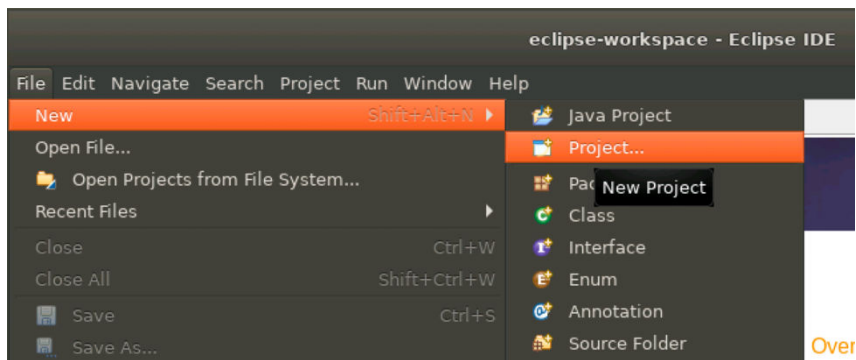 eclipse-workspace - Eclipse IDE
File Edit Navigate Search Project Run Window Help
New Shift+Alt+N
Open File...
Open Projects from File System...
Recent Files
Close Ctrl+W
Close All Shift+Ctrl+W
Save Ctrl+S
Save As...
Java Project
Project...
New Project
Class
Interface
Enum
Annotation
Source Folder
Over